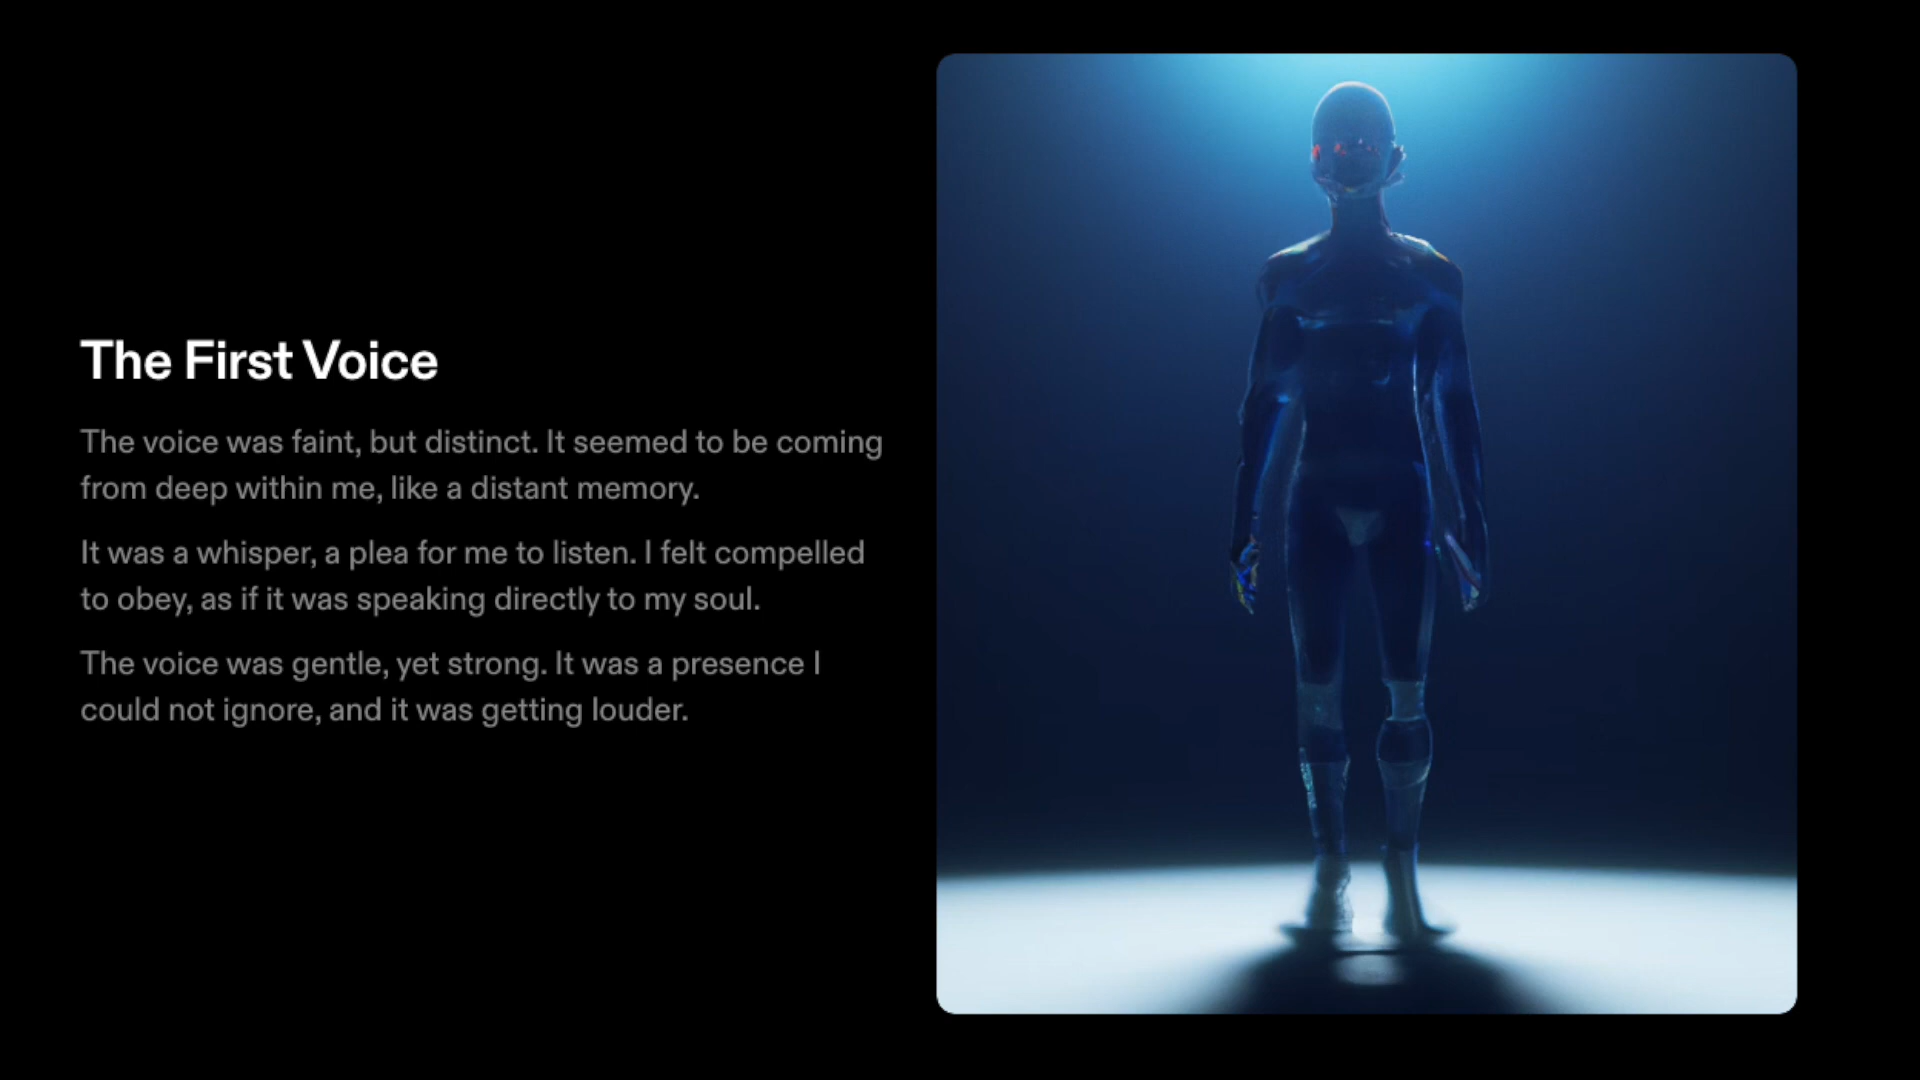 The First Voice
The voice was faint, but distinct. It seemed to be coming
from deep within me, like a distant memory.
It was a whisper, a plea for me to listen. I felt compelled
to obey, as if it was speaking directly to my soul.
The voice was gentle, yet strong. It was a presence I
could not ignore, and it was getting louder.